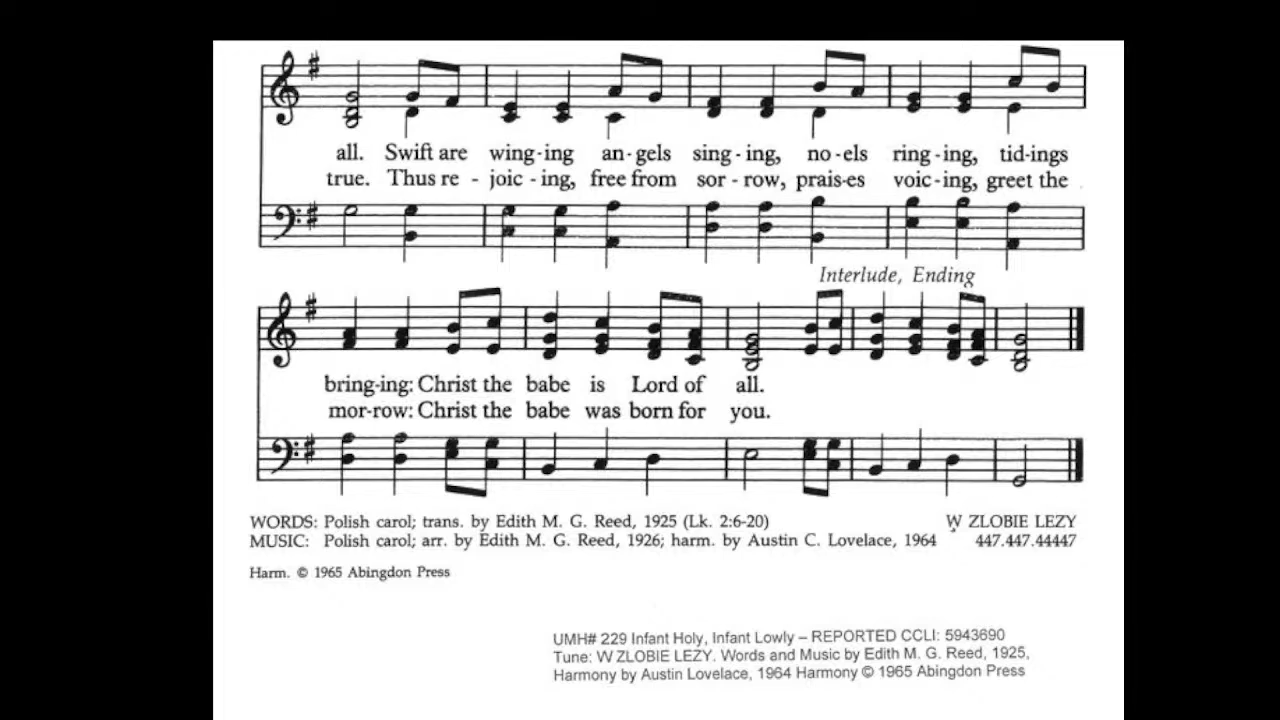 all. Swift are wing-ing an-gels sing-ing, no-els ring-ing, tid-ings
true. Thus re-joic-ing, free from sor-row, prais-es voic-ing, greet the
Interlude, Ending
bring-ing: Christ the babe is Lord of all.
mor-row: Christ the babe was born for you.
WORDS: Polish carol; trans. by Edith M. G. Reed, 1925 (Lk. 2:6-20)
W ZLOBIE LEZY
MUSIC: Polish carol; arr. by Edith M. G. Reed, 1926; harm. by Austin C. Lovelace, 1964
447.447.44447
Harm. © 1965 Abingdon Press
UMH# 229 Infant Holy, Infant Lowly – REPORTED CCLI: 5943690
Tune: W ZLOBIE LEZY. Words and Music by Edith M. G. Reed, 1925,
Harmony by Austin Lovelace, 1964 Harmony © 1965 Abingdon Press